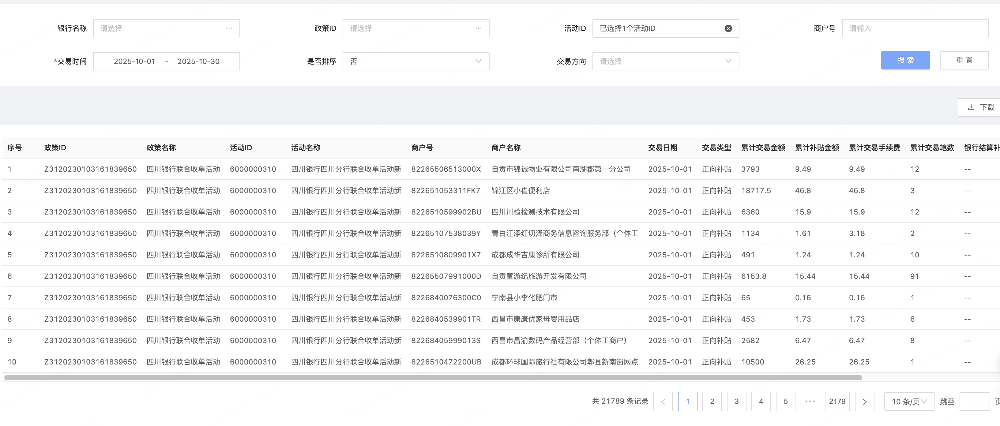 银行名称 请选择 ··· 政策ID 请选择 ··· 活动ID 已选择1个活动ID 商户号 请输入
*交易时间 2025-10-01 ~ 2025-10-30 是否排序 否 交易方向 请选择 搜 索 重 置
下载
序号 政策ID 政策名称 活动ID 活动名称 商户号 商户名称 交易日期 交易类型 累计交易金额 累计补贴金额 累计交易手续费 累计交易笔数 银行结算补
1 Z3120230103161839650 四川银行联合收单活动 6000000310 四川银行四川分行联合收单活动新 82265506513000X 自贡市锦诚物业有限公司南湖郡第一分公司 2025-10-01 正向补贴 3793 9.49 9.49 12 --
2 Z3120230103161839650 四川银行联合收单活动 6000000310 四川银行四川分行联合收单活动新 822651053311FK7 锦江区小崔便利店 2025-10-01 正向补贴 18717.5 46.8 46.8 3 --
3 Z3120230103161839650 四川银行联合收单活动 6000000310 四川银行四川分行联合收单活动新 8226510599902BU 四川川检检测技术有限公司 2025-10-01 正向补贴 6360 15.9 15.9 12 --
4 Z3120230103161839650 四川银行联合收单活动 6000000310 四川银行四川分行联合收单活动新 82265107538039Y 青白江添红切泽商务信息咨询服务部（个体工 2025-10-01 正向补贴 1134 1.61 3.18 2 --
5 Z3120230103161839650 四川银行联合收单活动 6000000310 四川银行四川分行联合收单活动新 8226510809901X7 成都成华吉康诊所有限公司 2025-10-01 正向补贴 491 1.24 1.24 10 --
6 Z3120230103161839650 四川银行联合收单活动 6000000310 四川银行四川分行联合收单活动新 82265507991000D 自贡童游纪旅游开发有限公司 2025-10-01 正向补贴 6153.8 15.44 15.44 91 --
7 Z3120230103161839650 四川银行联合收单活动 6000000310 四川银行四川分行联合收单活动新 8226840076300C0 宁南县小李化肥门市 2025-10-01 正向补贴 65 0.16 0.16 1 --
8 Z3120230103161839650 四川银行联合收单活动 6000000310 四川银行四川分行联合收单活动新 8226840539901TR 西昌市康康优家母婴用品店 2025-10-01 正向补贴 453 1.73 1.73 6 --
9 Z3120230103161839650 四川银行联合收单活动 6000000310 四川银行四川分行联合收单活动新 82268405999013S 西昌市昌渝数码产品经营部（个体工商户） 2025-10-01 正向补贴 2582 6.47 6.47 8 --
10 Z3120230103161839650 四川银行联合收单活动 6000000310 四川银行四川分行联合收单活动新 8226510472200UB 成都环球国际旅行社有限公司郫县新南街网点 2025-10-01 正向补贴 10500 26.25 26.25 1 --
共 21789 条记录 < 1 2 3 4 5 ••• 2179 > 10 条/页 跳至 页